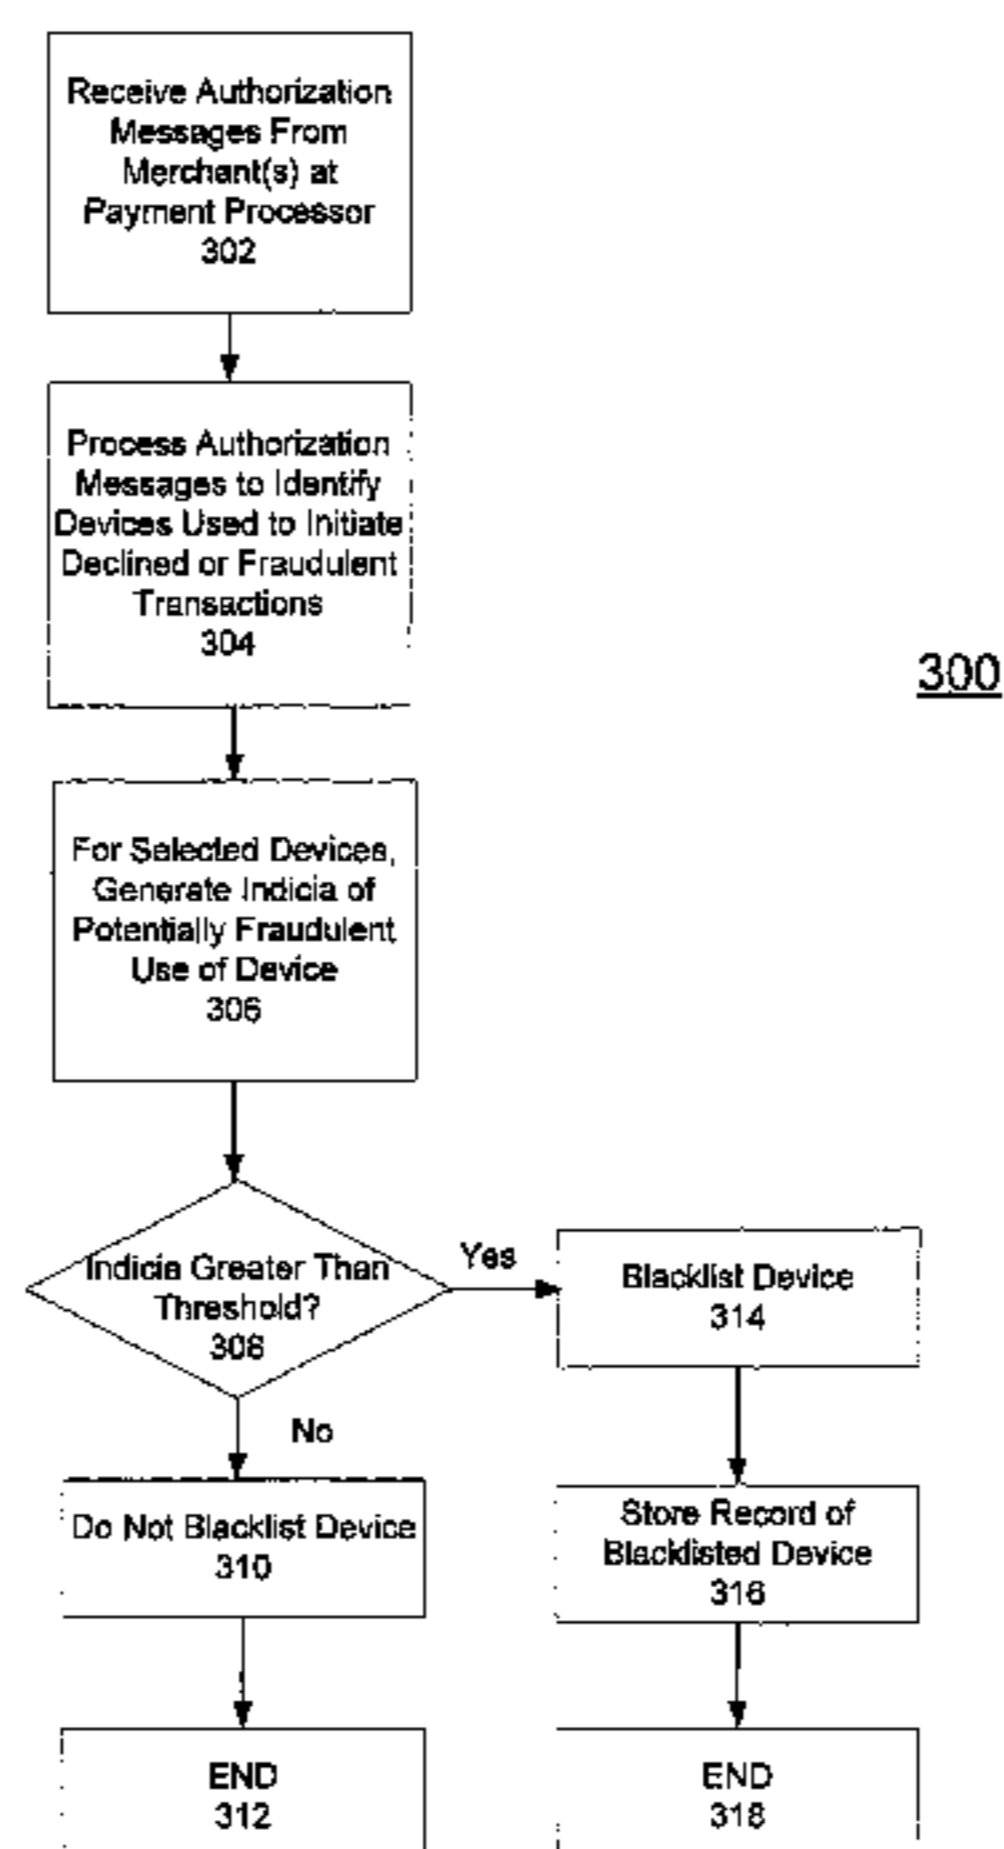 Receive Authorization
Messages From
Merchant(s) at
Payment Processor
302
Process Authorization
Messages to Identify
Devices Used to Initiate
Declined or Fraudulent
Transactions
304
300
For Selected Devices,
Generate Indicia of
Potentially Fraudulent
Use of Device
306
Indicia Greater Than
Threshold?
308
Yes
Blacklist Device
314
No
Do Not Blacklist Device
310
Store Record of
Blacklisted Device
316
END
312
END
318